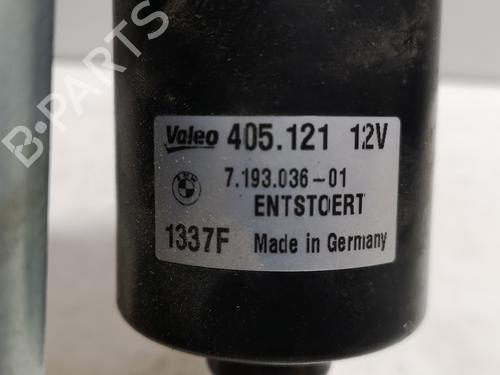 B-PARTS
Valeo 405.121 12V
7.193.036-01
ENTSTOERT
1337F Made in Germany